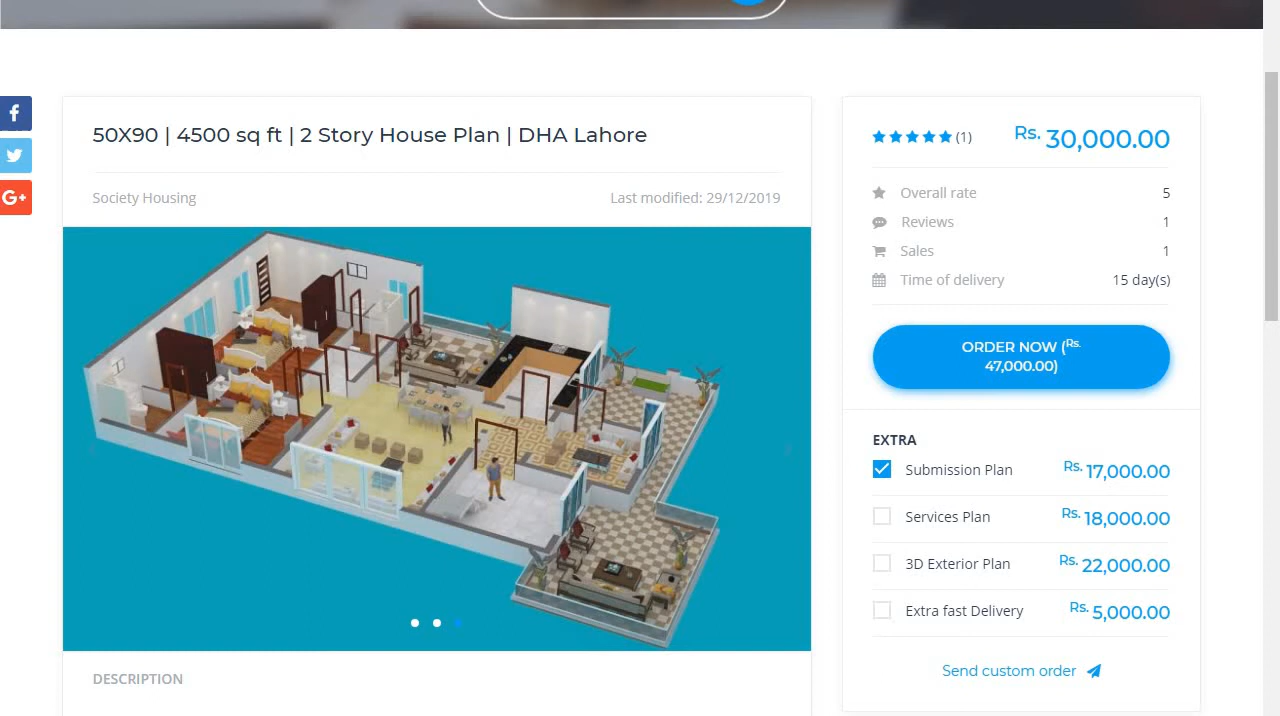 50X90 | 4500 sq ft | 2 Story House Plan | DHA Lahore
Society Housing
Last modified: 29/12/2019
DESCRIPTION
(1)
Rs. 30,000.00
Overall rate 5
Reviews 1
Sales 1
Time of delivery 15 day(s)
ORDER NOW (Rs.
47,000.00)
EXTRA
Submission Plan Rs. 17,000.00
Services Plan Rs. 18,000.00
3D Exterior Plan Rs. 22,000.00
Extra fast Delivery Rs. 5,000.00
Send custom order